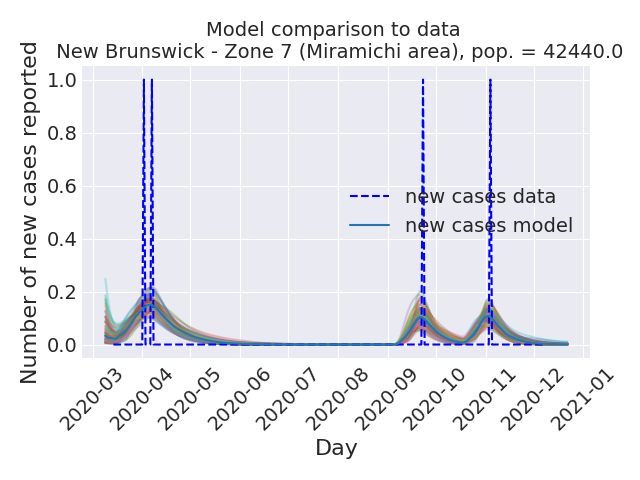 Model comparison to data
New Brunswick - Zone 7 (Miramichi area), pop. = 42440.0
Number of new cases reported
1.0
0.8
0.6
0.4
0.2
0.0
new cases data
new cases model
2020-03
2020-04
2020-05
2020-06
2020-07
2020-08
2020-09
2020-10
2020-11
2020-12
2021-01
Day